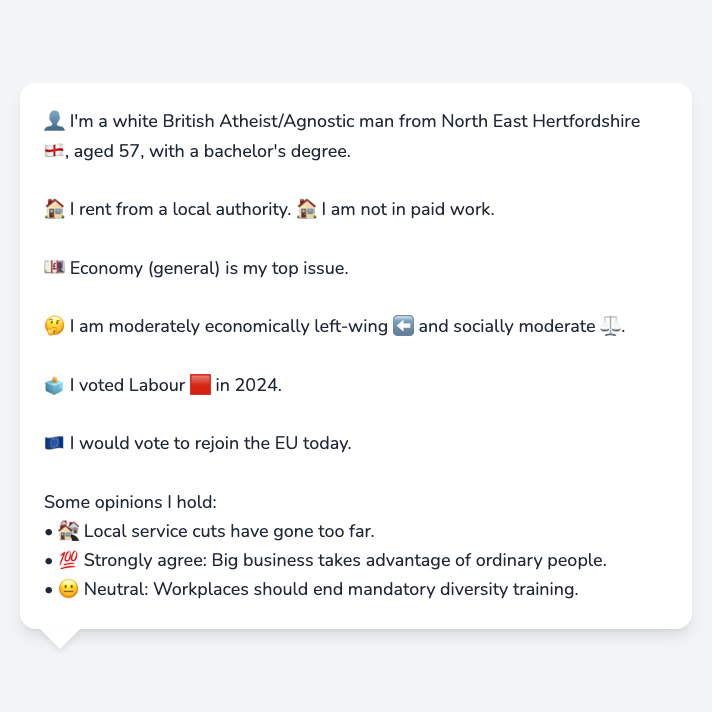 👤 I'm a white British Atheist/Agnostic man from North East Hertfordshire
🏴󠁧󠁢󠁥󠁮󠁧󠁿, aged 57, with a bachelor's degree.
🏠 I rent from a local authority. 🏠 I am not in paid work.
💷 Economy (general) is my top issue.
🤔 I am moderately economically left-wing ⬅️ and socially moderate ⚖️.
🗳️ I voted Labour 🟥 in 2024.
🇪🇺 I would vote to rejoin the EU today.
Some opinions I hold:
• 🏚️ Local service cuts have gone too far.
• 💯 Strongly agree: Big business takes advantage of ordinary people.
• 😐 Neutral: Workplaces should end mandatory diversity training.